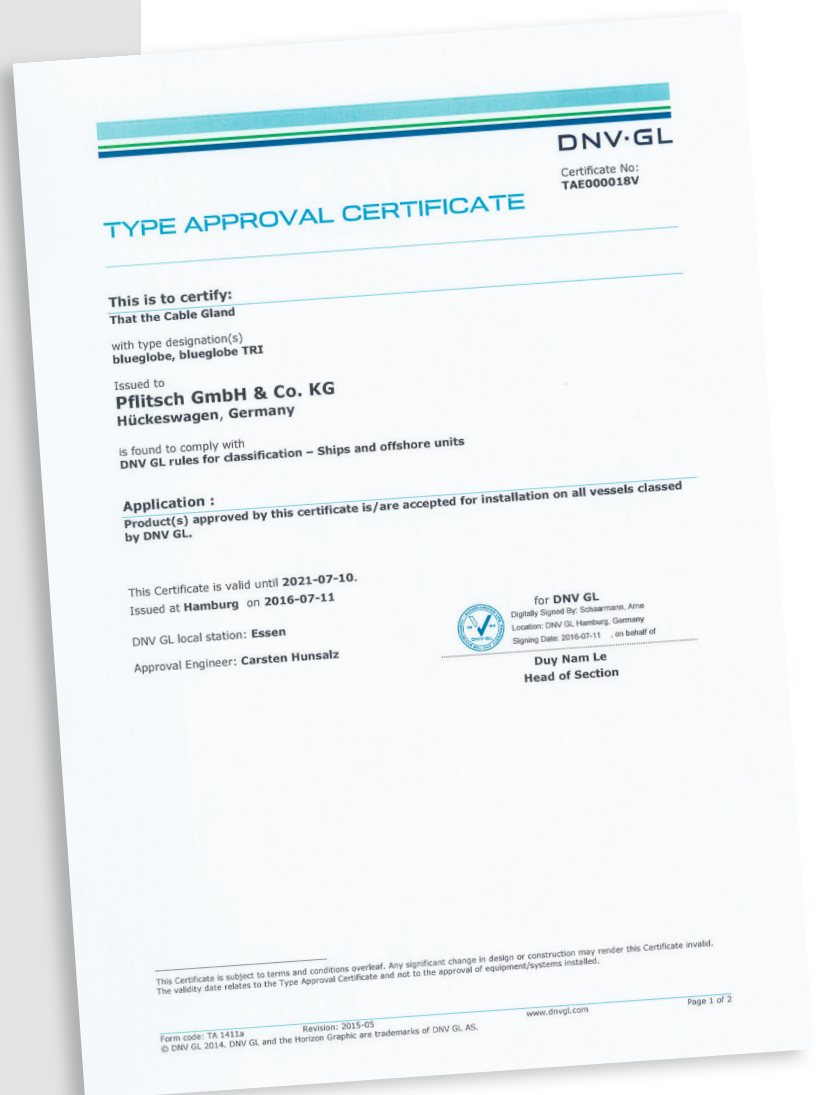 DNV·GL
Certificate No:
TAE000018V
TYPE APPROVAL CERTIFICATE
This is to certify:
That the Cable Gland
with type designation(s)
blueglobe, blueglobe TRI
Issued to
Pflitsch GmbH & Co. KG
Hückeswagen, Germany
is found to comply with
DNV GL rules for classification – Ships and offshore units
Application :
Product(s) approved by this certificate is/are accepted for installation on all vessels classed
by DNV GL.
This Certificate is valid until 2021-07-10.
Issued at Hamburg on 2016-07-11
DNV GL local station: Essen
Approval Engineer: Carsten Hunsalz
for DNV GL
Digitally Signed By: Schaarmann, Arne
Location: DNV GL Hamburg, Germany
Signing Date: 2016-07-11 , on behalf of
DNV·GL
Duy Nam Le
Head of Section
This Certificate is subject to terms and conditions overleaf. Any significant change in design or construction may render this Certificate invalid.
The validity date relates to the Type Approval Certificate and not to the approval of equipment/systems installed.
Form code: TA 1411a Revision: 2015-05 www.dnvgl.com Page 1 of 2
© DNV GL 2014. DNV GL and the Horizon Graphic are trademarks of DNV GL AS.